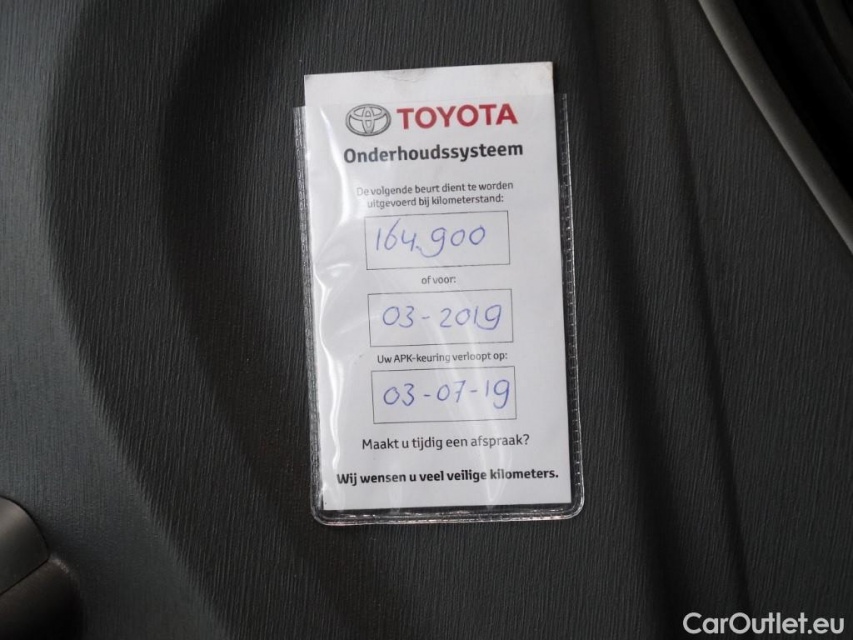 TOYOTA
Onderhoudssysteem
De volgende beurt dient te worden
uitgevoerd bij kilometerstand:
164.900
of voor:
03-2019
Uw APK-keuring verloopt op:
03-07-19
Maakt u tijdig een afspraak?
Wij wensen u veel veilige kilometers.
CarOutlet.eu